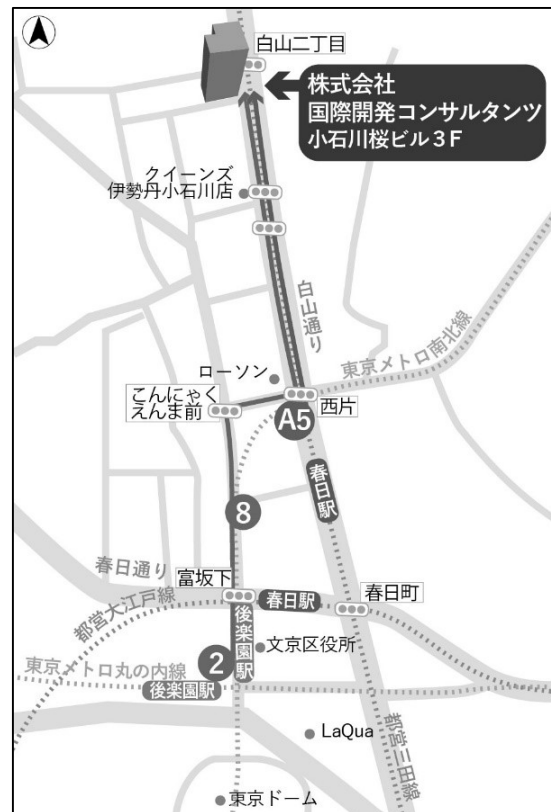 白山二丁目
株式会社
国際開発コンサルタンツ
小石川桜ビル3F
クイーンズ
伊勢丹小石川店
白山通り
東京メトロ南北線
ローソン
こんにゃく
えんま前
西片
A5
春日駅
8
春日通り
富坂下
都営大江戸線
春日駅
春日町
後楽園駅
文京区役所
2
東京メトロ丸の内線
後楽園駅
LaQua
都営三田線
東京ドーム